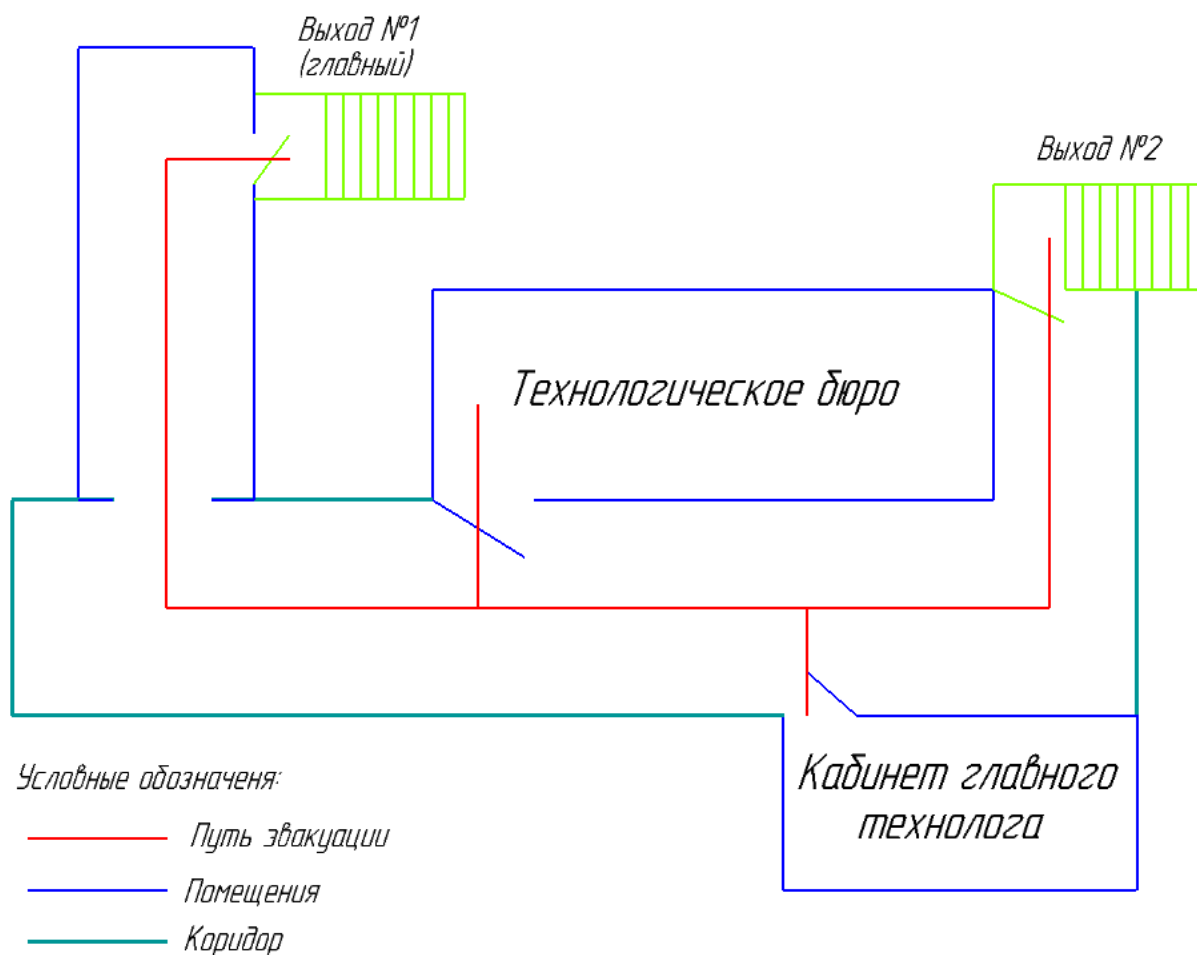 Выход №1
(главный)
Выход №2
Технологическое бюро
Кабинет главного
технолога
Условные обозначеня:
Путь эвакуации
Помещения
Коридор